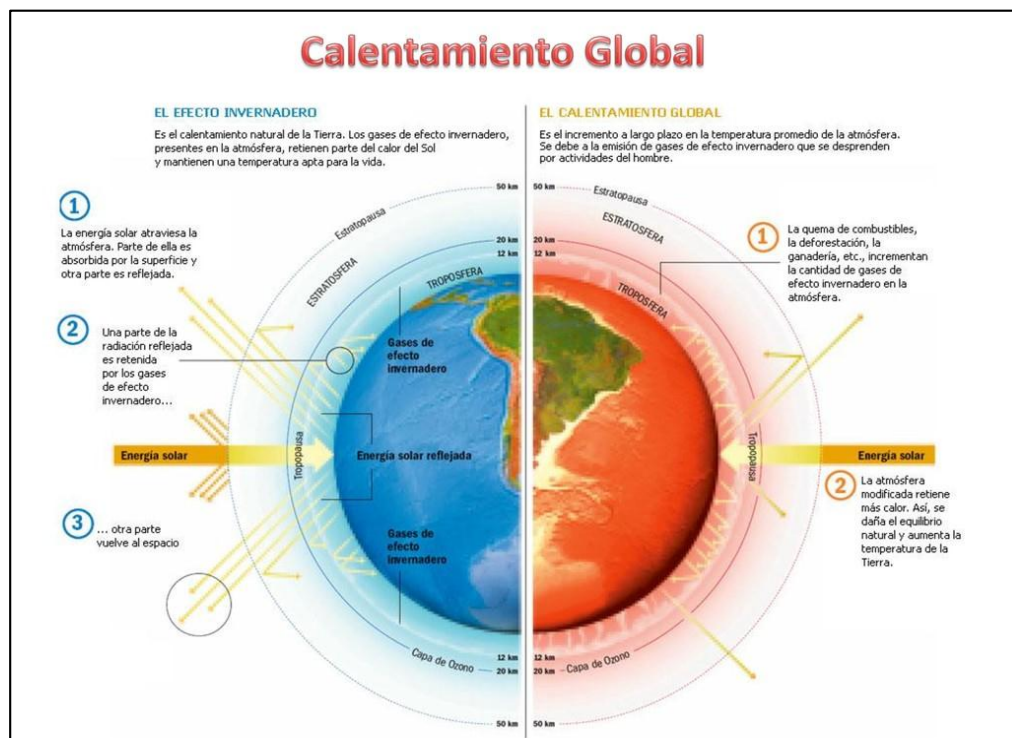 Calentamiento Global
EL EFECTO INVERNADERO
Es el calentamiento natural de la Tierra. Los gases de efecto invernadero,
presentes en la atmósfera, retienen parte del calor del Sol
y mantienen una temperatura apta para la vida.
1
La energía solar atraviesa la
atmósfera. Parte de ella es
absorbida por la superficie y
otra parte es reflejada.
2
Una parte de la
radiación reflejada
es retenida
por los gases
de efecto
invernadero...
Energía solar
3
... otra parte
vuelve al espacio
50 km
Estratopausa
ESTRATOSFERA
20 km
12 km
TROPOSFERA
Gases de
efecto
invernadero
Tropopausa
Energía solar reflejada
Gases de
efecto
invernadero
Capa de Ozono
12 km
20 km
50 km
EL CALENTAMIENTO GLOBAL
Es el incremento a largo plazo en la temperatura promedio de la atmósfera.
Se debe a la emisión de gases de efecto invernadero que se desprenden
por actividades del hombre.
50 km
Estratopausa
ESTRATOSFERA
20 km
12 km
TROPOSFERA
1
La quema de combustibles,
la deforestación, la
ganadería, etc., incrementan
la cantidad de gases de
efecto invernadero en la
atmósfera.
Tropopausa
Energía solar
2
La atmósfera
modificada retiene
más calor. Así, se
daña el equilibrio
natural y aumenta la
temperatura de la
Tierra.
12 km
Capa de Ozono
20 km
50 km